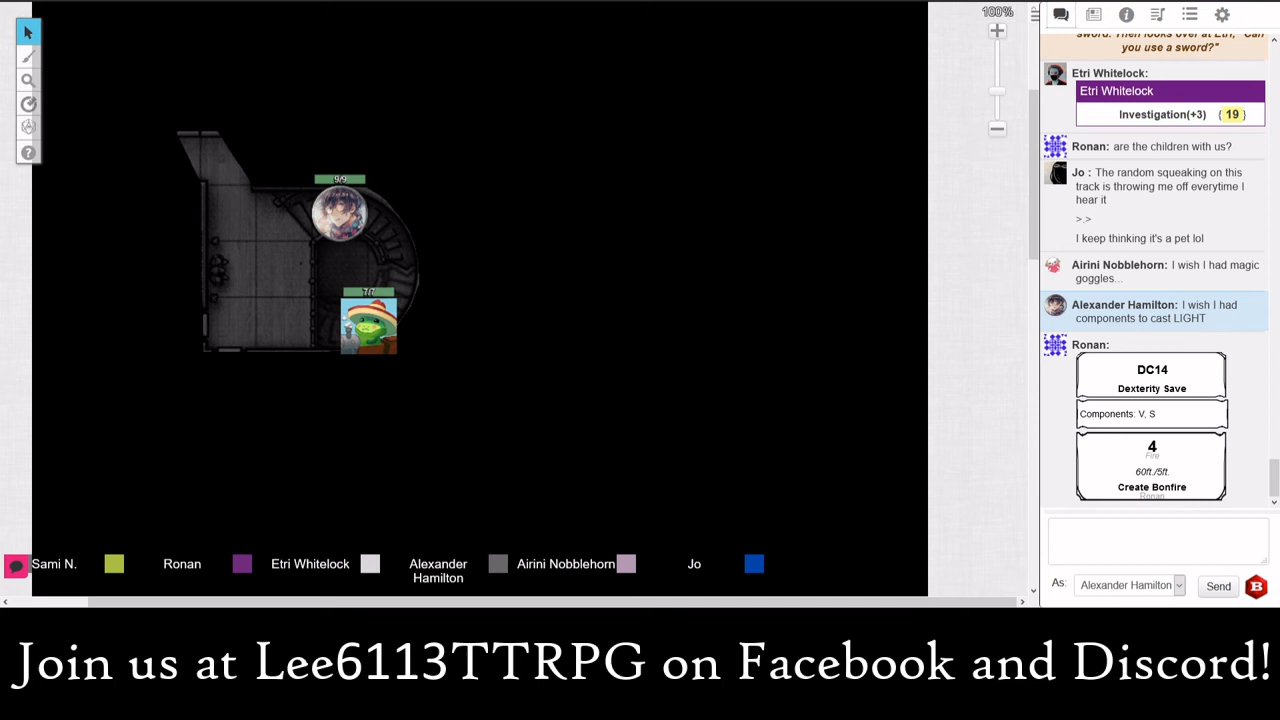 100%
sword. Then looks over at Etri, "Can
you use a sword?"
Etri Whitelock:
Etri Whitelock
Investigation(+3) ( 19 )
Ronan: are the children with us?
Jo : The random squeaking on this
track is throwing me off everytime I
hear it
>.>
I keep thinking it's a pet lol
Airini Nobblehorn: I wish I had magic
goggles...
Alexander Hamilton: I wish I had
components to cast LIGHT
Ronan:
DC14
Dexterity Save
Components: V, S
4
Fire
60ft./5ft.
Create Bonfire
Ronan
9/9
7/7
Sami N.
Ronan
Etri Whitelock
Alexander
Hamilton
Airini Nobblehorn
Jo
As: Alexander Hamilton
Send
B
Join us at Lee6113TTRPG on Facebook and Discord!